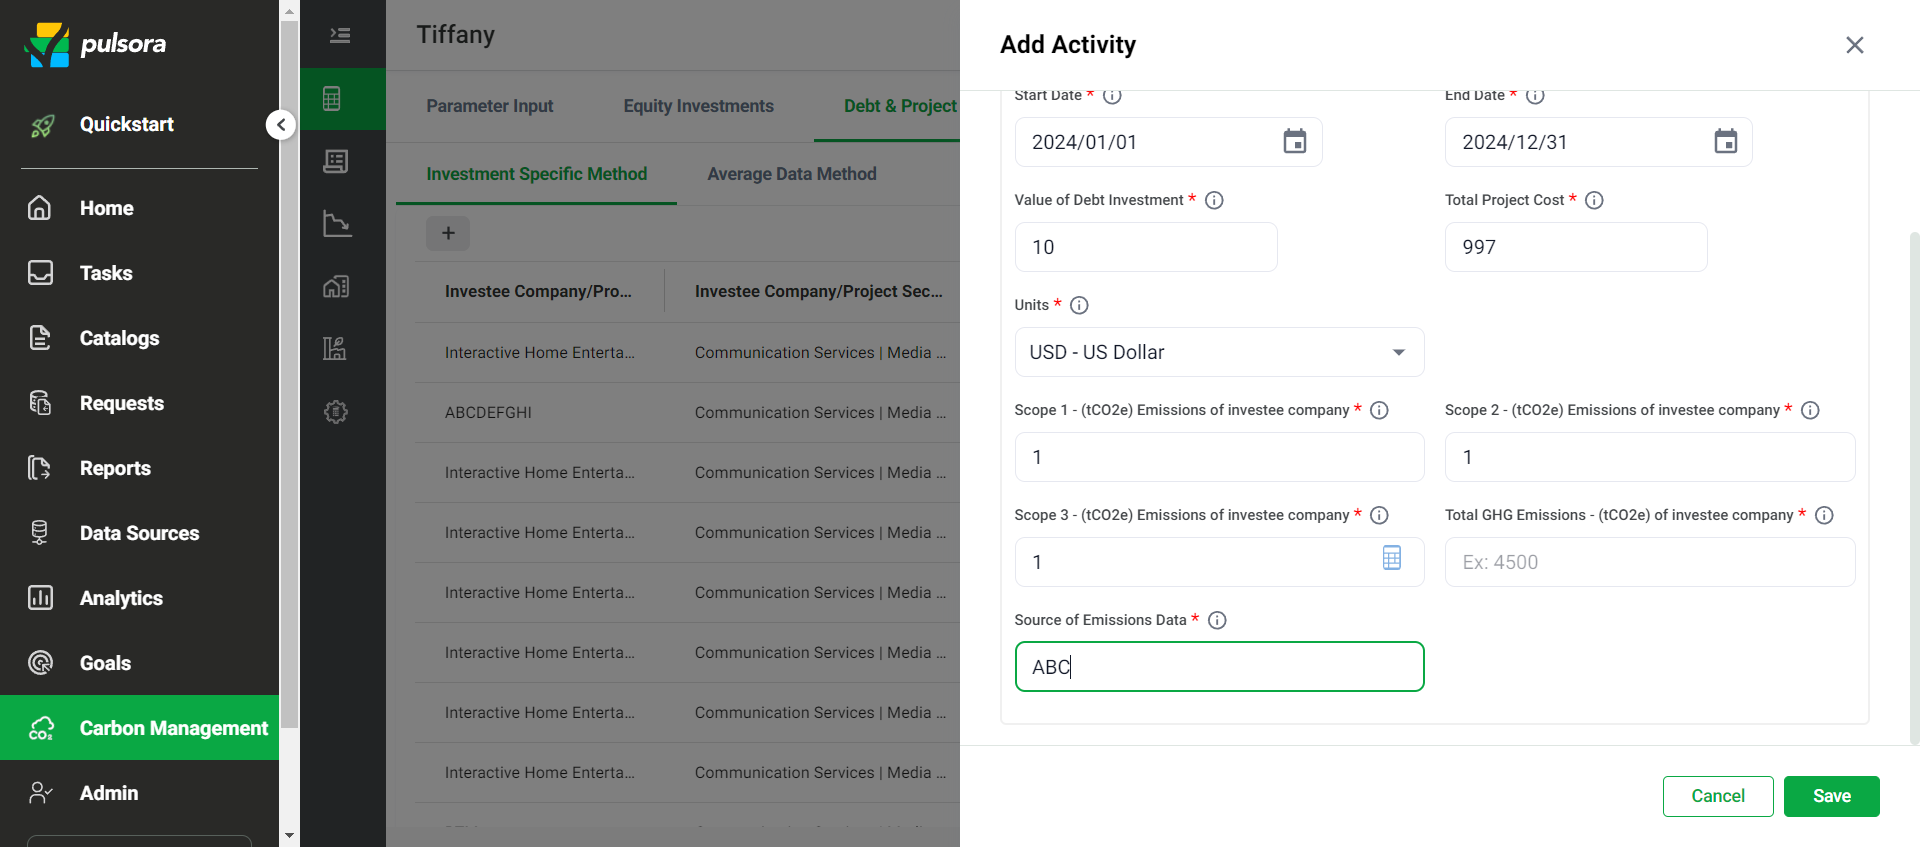 pulsora
Quickstart
Home
Tasks
Catalogs
Requests
Reports
Data Sources
Analytics
Goals
Carbon Management
Admin
Tiffany
Parameter Input Equity Investments Debt & Project
Investment Specific Method Average Data Method
+
Investee Company/Pro... Investee Company/Project Sec...
Interactive Home Enterta... Communication Services | Media ...
ABCDEFGHI Communication Services | Media ...
Interactive Home Enterta... Communication Services | Media ...
Interactive Home Enterta... Communication Services | Media ...
Interactive Home Enterta... Communication Services | Media ...
Interactive Home Enterta... Communication Services | Media ...
Interactive Home Enterta... Communication Services | Media ...
Interactive Home Enterta... Communication Services | Media ...
Add Activity
Start Date * End Date *
2024/01/01 2024/12/31
Value of Debt Investment * Total Project Cost *
10 997
Units *
USD - US Dollar
Scope 1 - (tCO2e) Emissions of investee company * Scope 2 - (tCO2e) Emissions of investee company *
1 1
Scope 3 - (tCO2e) Emissions of investee company * Total GHG Emissions - (tCO2e) of investee company *
1 Ex: 4500
Source of Emissions Data *
ABC
Cancel Save